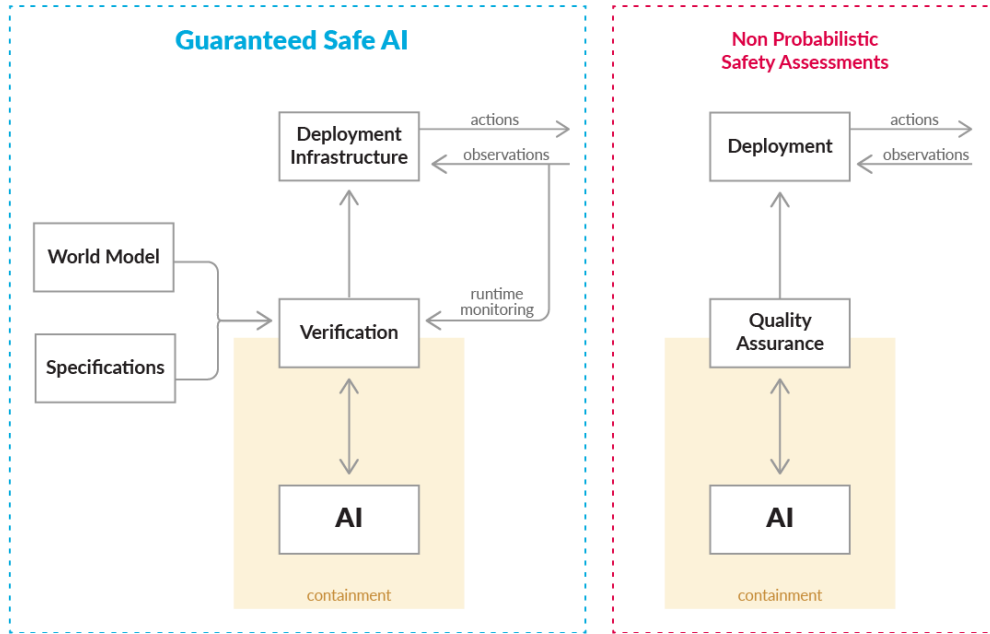 Guaranteed Safe AI
Deployment
Infrastructure
actions
observations
World Model
Specifications
Verification
runtime
monitoring
AI
containment
Non Probabilistic
Safety Assessments
Deployment
actions
observations
Quality
Assurance
AI
containment